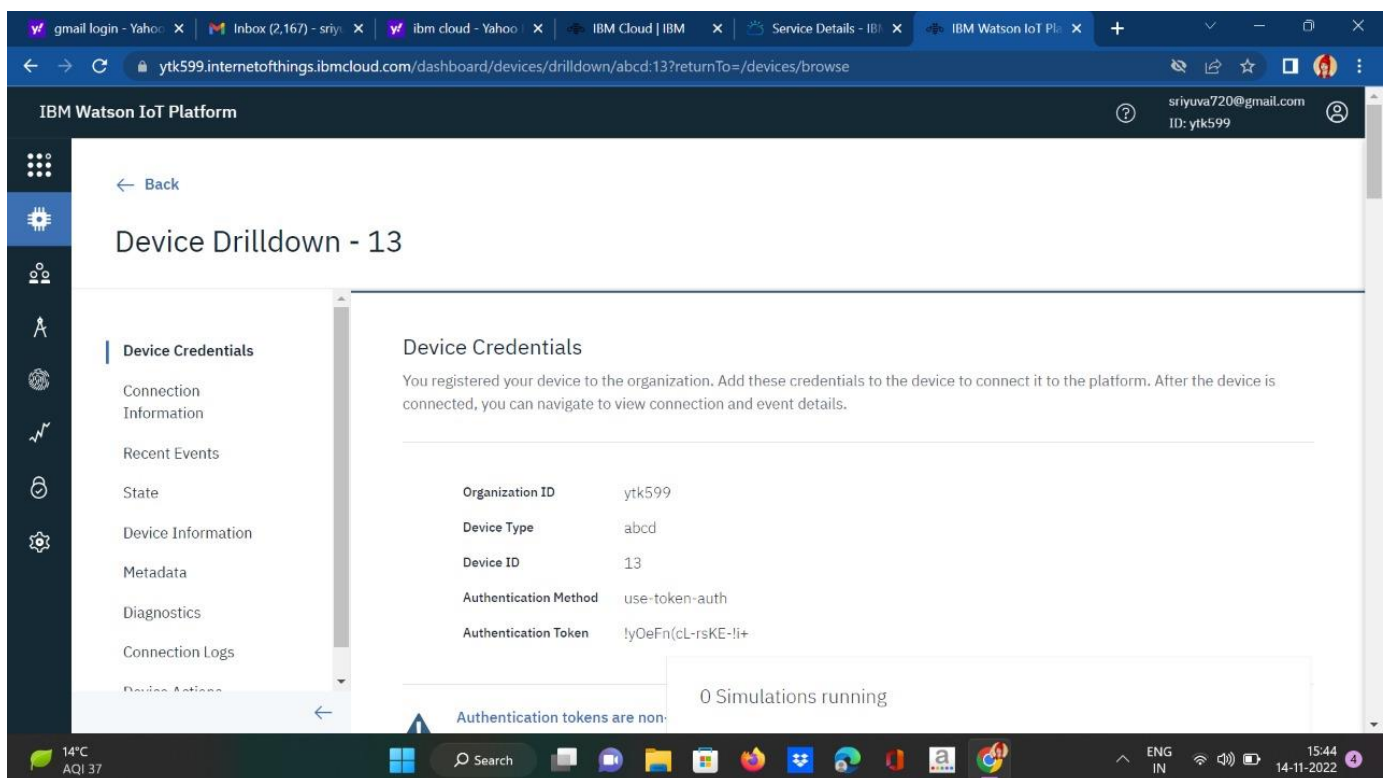 gmail login - Yahoo
Inbox (2,167) - sriyu
ibm cloud - Yahoo
IBM Cloud | IBM
Service Details - IBM
IBM Watson IoT Pla
ytk599.internetofthings.ibmcloud.com/dashboard/devices/drilldown/abcd:13?returnTo=/devices/browse
IBM Watson IoT Platform
sriyuva720@gmail.com
ID: ytk599
Back
Device Drilldown - 13
Device Credentials
Connection
Information
Recent Events
State
Device Information
Metadata
Diagnostics
Connection Logs
Device Actions
Device Credentials
You registered your device to the organization. Add these credentials to the device to connect it to the platform. After the device is
connected, you can navigate to view connection and event details.
Organization ID ytk599
Device Type abcd
Device ID 13
Authentication Method use-token-auth
Authentication Token !yOeFn(cL-rsKE-!i+
Authentication tokens are non-
0 Simulations running
14°C
AQI 37
Search
ENG
IN
15:44
14-11-2022
4